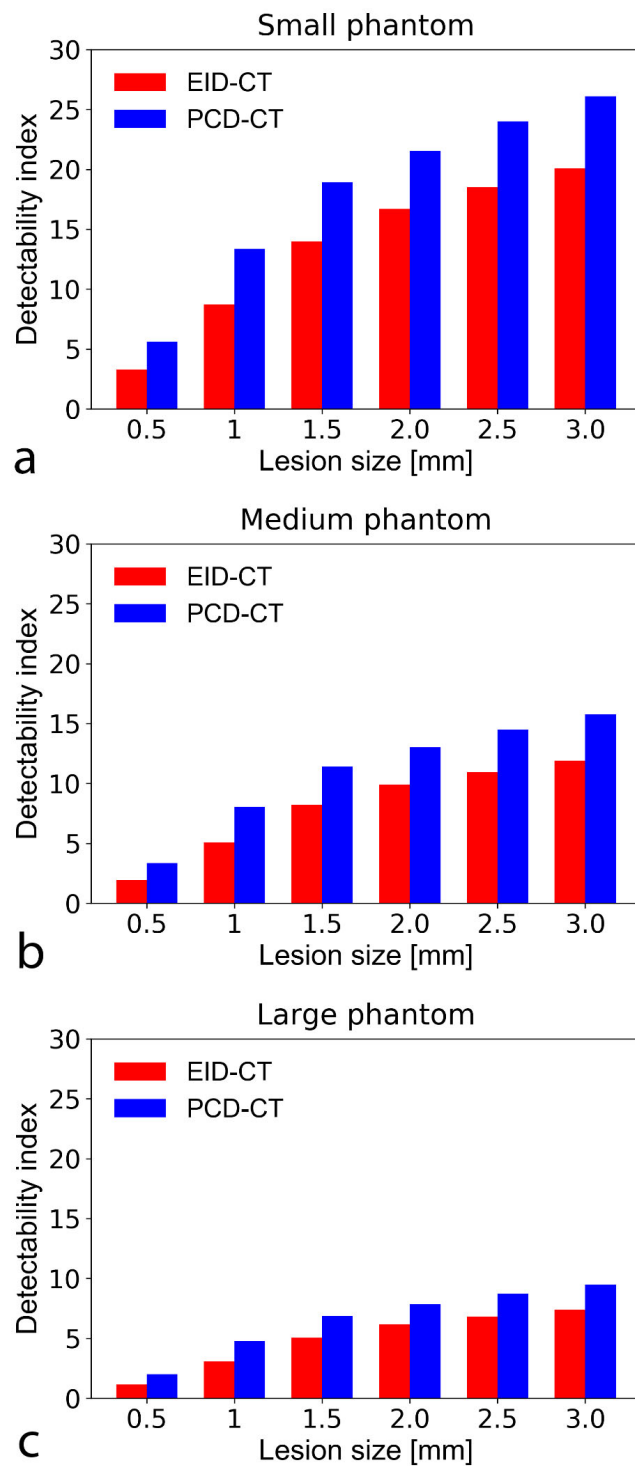 Small phantom
30
25
20
15
10
5
0
Detectability index
EID-CT
PCD-CT
0.5 1 1.5 2.0 2.5 3.0
Lesion size [mm]
a
Medium phantom
30
25
20
15
10
5
0
Detectability index
EID-CT
PCD-CT
0.5 1 1.5 2.0 2.5 3.0
Lesion size [mm]
b
Large phantom
30
25
20
15
10
5
0
Detectability index
EID-CT
PCD-CT
0.5 1 1.5 2.0 2.5 3.0
Lesion size [mm]
c